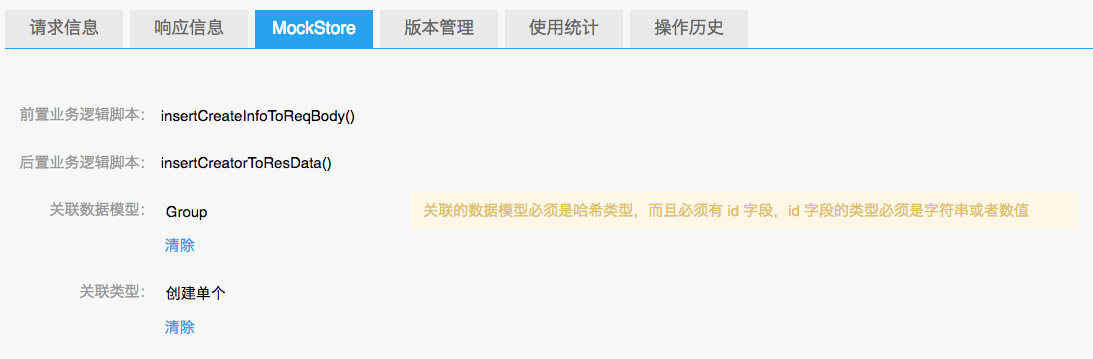 请求信息 响应信息 MockStore 版本管理 使用统计 操作历史
前置业务逻辑脚本： insertCreateInfoToReqBody()
后置业务逻辑脚本： insertCreatorToResData()
关联数据模型： Group 关联的数据模型必须是哈希类型，而且必须有 id 字段，id 字段的类型必须是字符串或者数值
清除
关联类型： 创建单个
清除